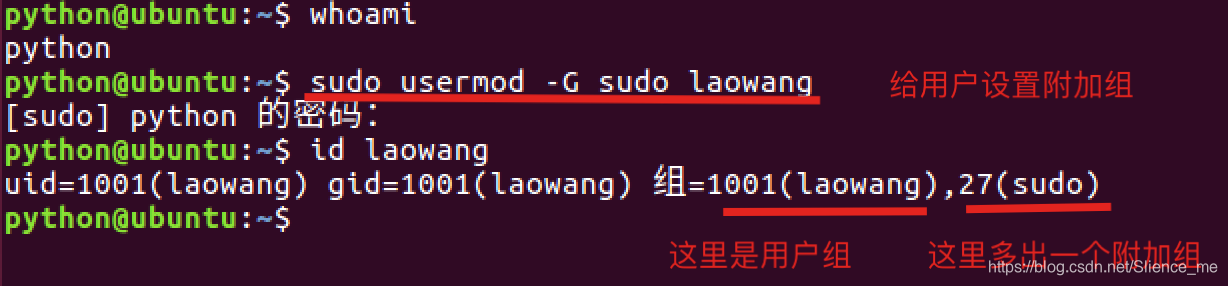 python@ubuntu:~$ whoami
python
python@ubuntu:~$ sudo usermod -G sudo laowang 给用户设置附加组
[sudo] python 的密码：
python@ubuntu:~$ id laowang
uid=1001(laowang) gid=1001(laowang) 组=1001(laowang),27(sudo)
python@ubuntu:~$
这里是用户组 这里多出一个附加组
https://blog.csdn.net/Slience_me